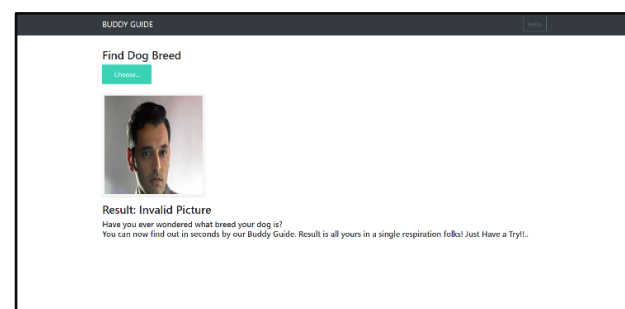 BUDDY GUIDE
Find Dog Breed
Choose..
Result: Invalid Picture
Have you ever wondered what breed your dog is?
You can now find out in seconds by our Buddy Guide. Result is all yours in a single respiration folks! Just Have a Try!!..